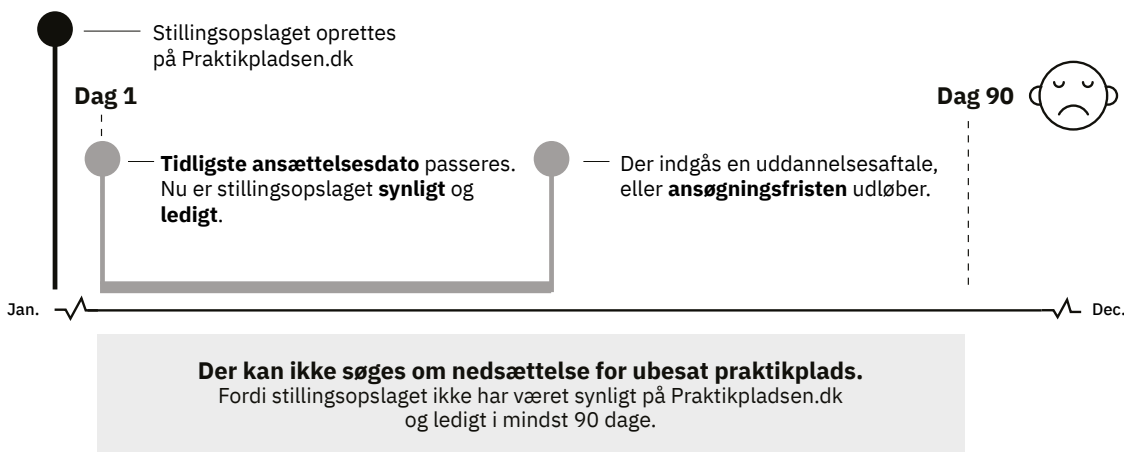 Stillingsopslaget oprettes
på Praktikpladsen.dk
Dag 1
Dag 90
Tidligste ansættelsesdato passeres.
Nu er stillingsopslaget synligt og
ledigt.
Der indgås en uddannelsesaftale,
eller ansøgningsfristen udløber.
Jan.
Dec.
Der kan ikke søges om nedsættelse for ubesat praktikplads.
Fordi stillingsopslaget ikke har været synligt på Praktikpladsen.dk
og ledigt i mindst 90 dage.